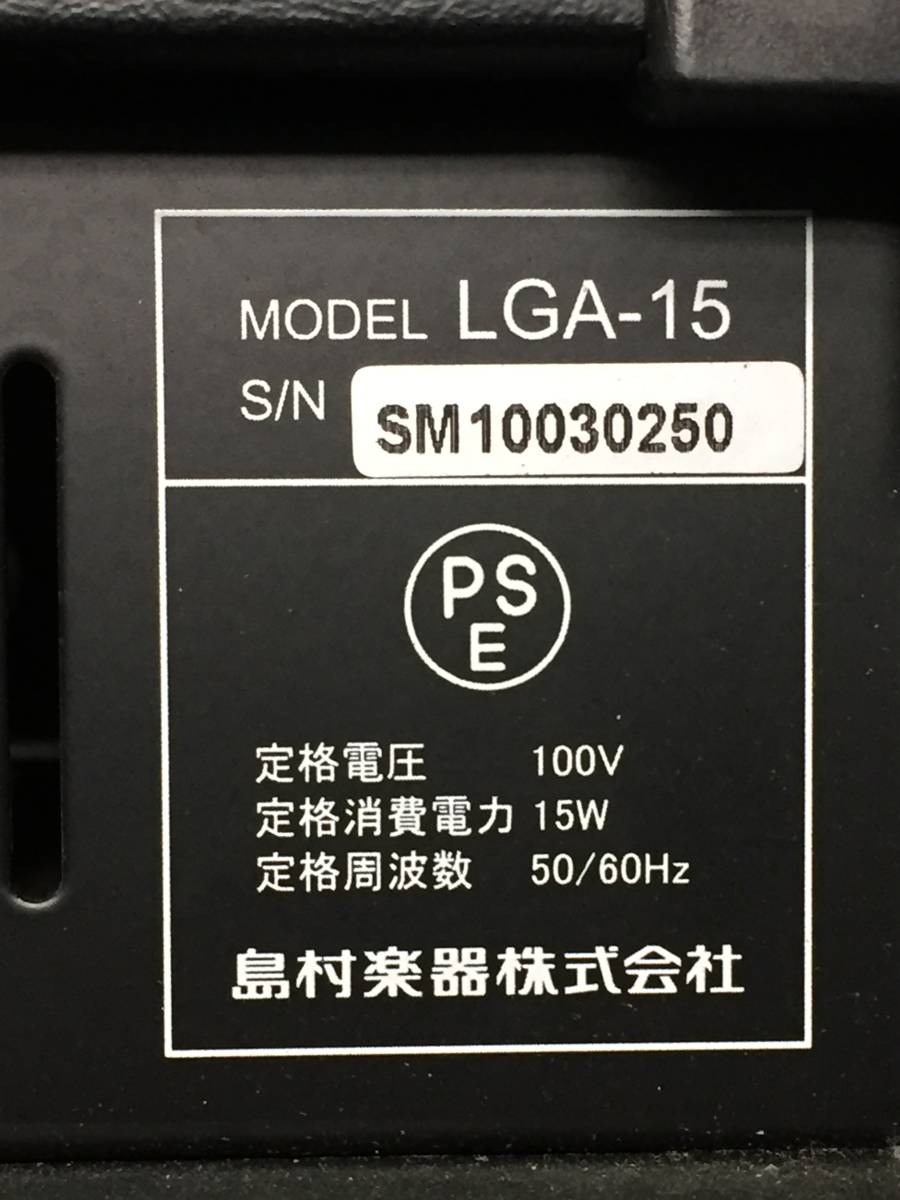 MODEL LGA-15
S/N SM10030250
PS
E
定格電圧 100V
定格消費電力 15W
定格周波数 50/60Hz
島村楽器株式会社